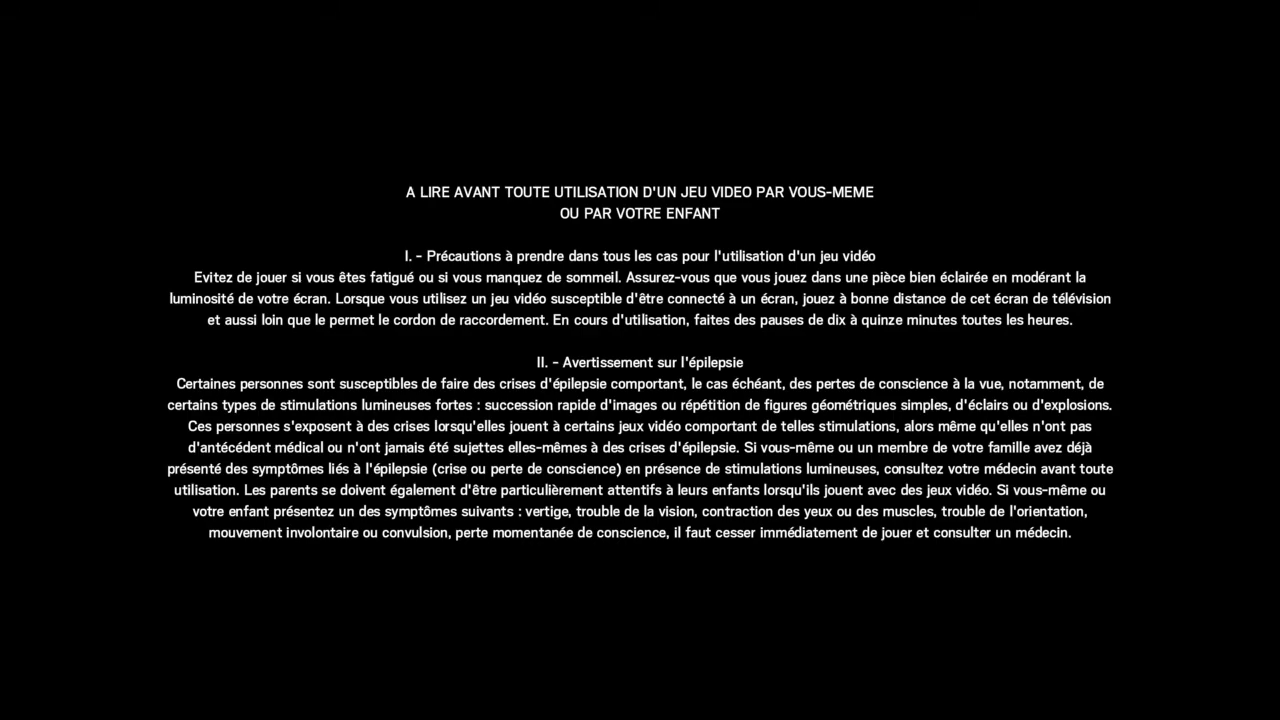 A LIRE AVANT TOUTE UTILISATION D'UN JEU VIDEO PAR VOUS-MEME
OU PAR VOTRE ENFANT
I. - Précautions à prendre dans tous les cas pour l'utilisation d'un jeu vidéo
Evitez de jouer si vous êtes fatigué ou si vous manquez de sommeil. Assurez-vous que vous jouez dans une pièce bien éclairée en modérant la
luminosité de votre écran. Lorsque vous utilisez un jeu vidéo susceptible d'être connecté à un écran, jouez à bonne distance de cet écran de télévision
et aussi loin que le permet le cordon de raccordement. En cours d'utilisation, faites des pauses de dix à quinze minutes toutes les heures.
II. - Avertissement sur l'épilepsie
Certaines personnes sont susceptibles de faire des crises d'épilepsie comportant, le cas échéant, des pertes de conscience à la vue, notamment, de
certains types de stimulations lumineuses fortes : succession rapide d'images ou répétition de figures géométriques simples, d'éclairs ou d'explosions.
Ces personnes s'exposent à des crises lorsqu'elles jouent à certains jeux vidéo comportant de telles stimulations, alors même qu'elles n'ont pas
d'antécédent médical ou n'ont jamais été sujettes elles-mêmes à des crises d'épilepsie. Si vous-même ou un membre de votre famille avez déjà
présenté des symptômes liés à l'épilepsie (crise ou perte de conscience) en présence de stimulations lumineuses, consultez votre médecin avant toute
utilisation. Les parents se doivent également d'être particulièrement attentifs à leurs enfants lorsqu'ils jouent avec des jeux vidéo. Si vous-même ou
votre enfant présentez un des symptômes suivants : vertige, trouble de la vision, contraction des yeux ou des muscles, trouble de l'orientation,
mouvement involontaire ou convulsion, perte momentanée de conscience, il faut cesser immédiatement de jouer et consulter un médecin.